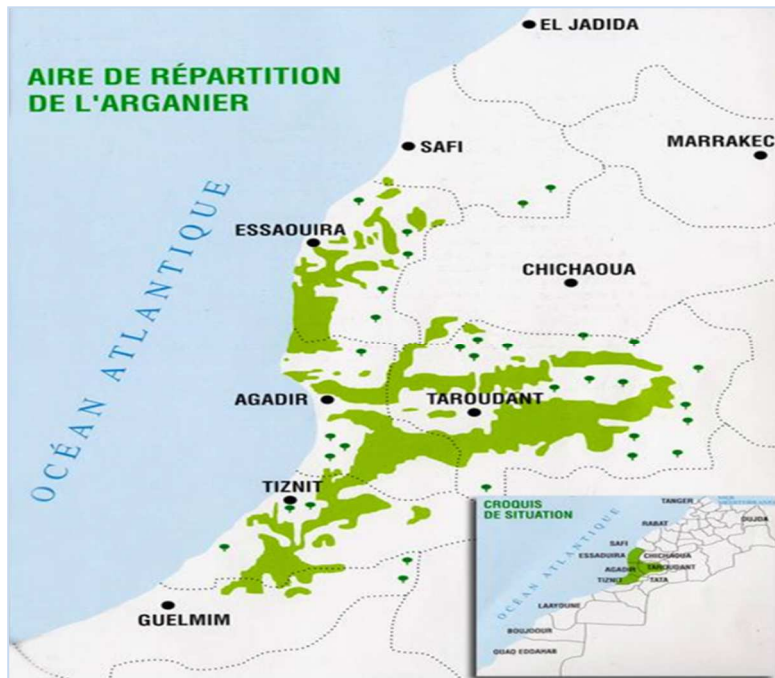 EL JADIDA
AIRE DE RÉPARTITION
DE L'ARGANIER
SAFI
MARRAKEC
OCÉAN ATLANTIQUE
ESSAOUIRA
CHICHAOUA
AGADIR
TAROUDANT
TIZNIT
GUELMIM
CROQUIS
DE SITUATION
TANGER
RABAT
OUJDA
SAFI
ESSAOUIRA
CHICHAOUA
AGADIR
TAROUDANT
TIZNIT
TATA
OCÉAN ATLANTIQUE
LAAYOUNE
BOUJDOUR
OUAD EDDAHAB